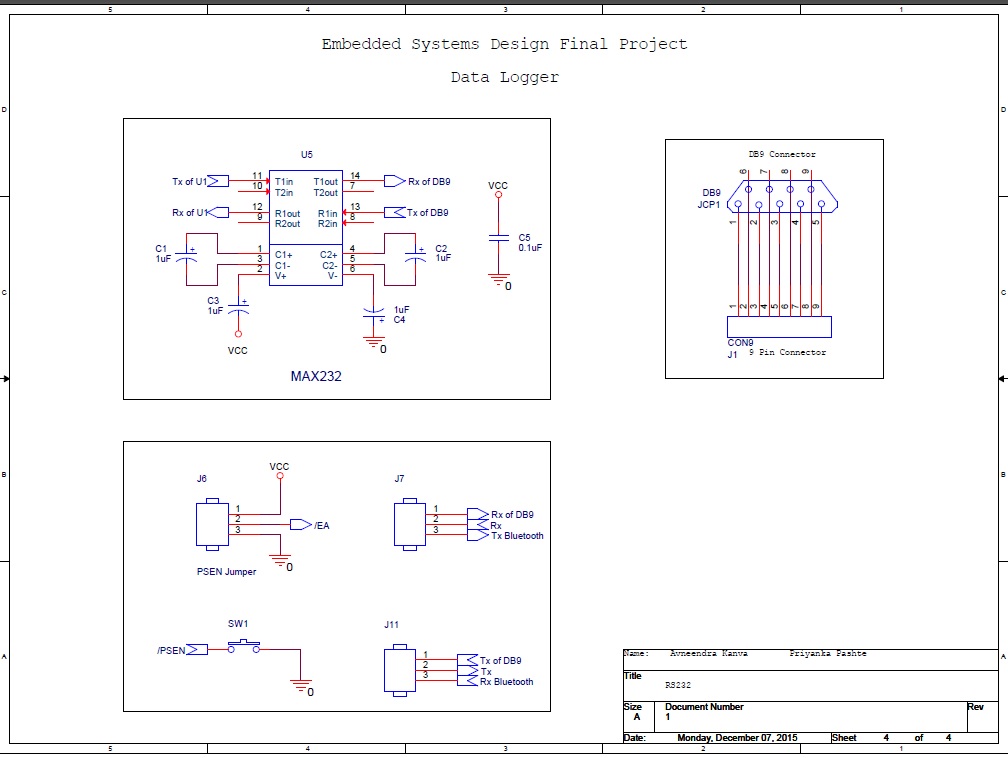 5 4 3 2 1
Embedded Systems Design Final Project
Data Logger
D D
U5
Tx of U1 11 T1in T1out 14 Rx of DB9
10 T2in T2out 7
Rx of U1 12 R1out R1in 13 Tx of DB9
9 R2out R2in 8
C1 1 C1+ C2+ 4 C2
1uF 3 C1- C2- 5 1uF
2 V+ V- 6
+ +
C3 + 1uF
1uF + C4
VCC 0
MAX232
VCC
C5
0.1uF
0
DB9 Connector
6 7 8 9
DB9
JCP1
1 2 3 4 5
1 2 3 4 5 6 7 8 9
CON9
J1 9 Pin Connector
C C
B B
J6 VCC
1
2 /EA
3
0
PSEN Jumper
J7
1 Rx of DB9
2 Rx
3 Tx Bluetooth
SW1
/PSEN
0
J11
1 Tx of DB9
2 Tx
3 Rx Bluetooth
A A
Name: Avneendra Kanva Priyanka Pashte
Title
RS232
Size Document Number Rev
A 1
Date: Monday, December 07, 2015 Sheet 4 of 4
5 4 3 2 1